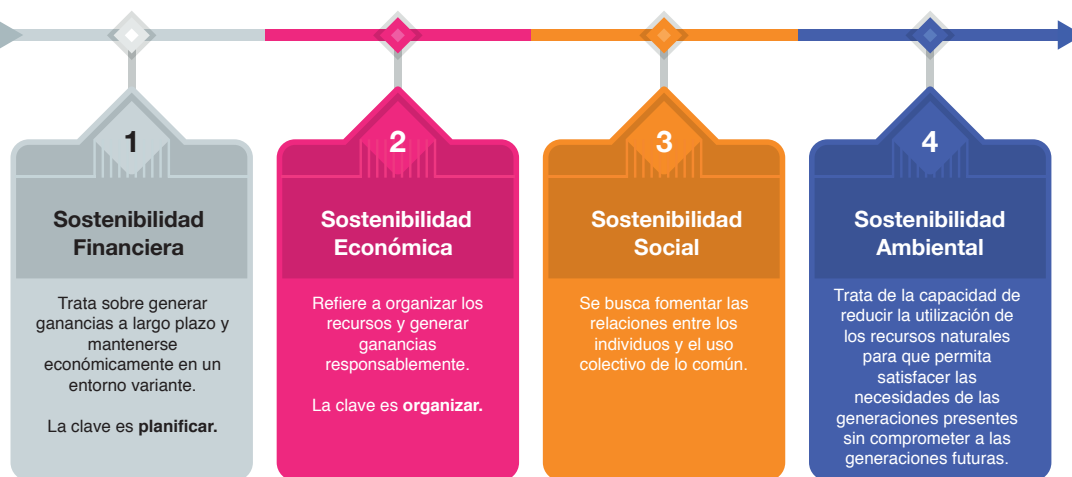 1
Sostenibilidad
Financiera
Trata sobre generar
ganancias a largo plazo y
mantenerse
económicamente en un
entorno variante.
La clave es planificar.
2
Sostenibilidad
Económica
Refiere a organizar los
recursos y generar
ganancias
responsablemente.
La clave es organizar.
3
Sostenibilidad
Social
Se busca fomentar las
relaciones entre los
individuos y el uso
colectivo de lo común.
4
Sostenibilidad
Ambiental
Trata de la capacidad de
reducir la utilización de
los recursos naturales
para que permita
satisfacer las
necesidades de las
generaciones presentes
sin comprometer a las
generaciones futuras.